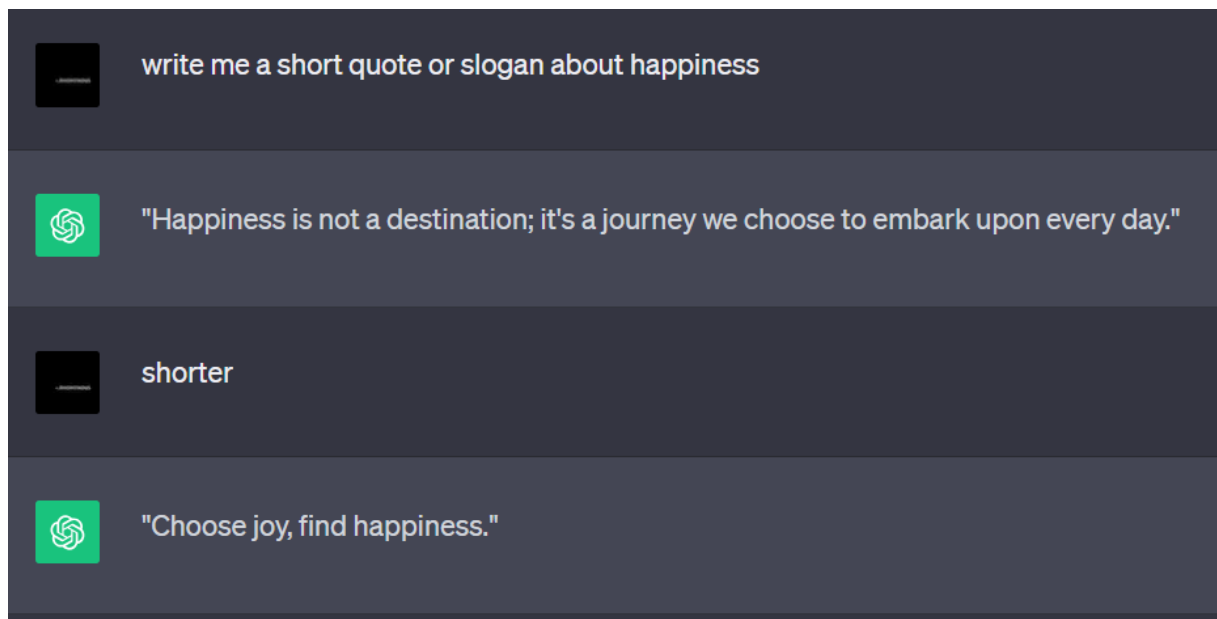 write me a short quote or slogan about happiness
"Happiness is not a destination; it's a journey we choose to embark upon every day."
shorter
"Choose joy, find happiness."